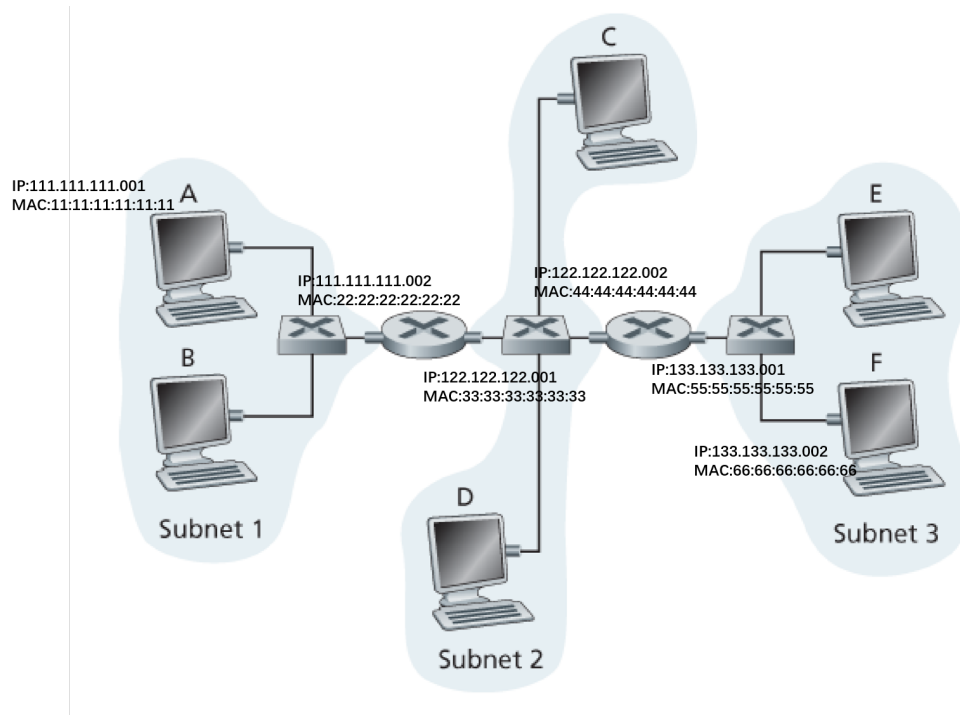 C
IP:111.111.111.001
MAC:11:11:11:11:11:11
A
E
IP:111.111.111.002
MAC:22:22:22:22:22:22
IP:122.122.122.002
MAC:44:44:44:44:44:44
B
IP:122.122.122.001
MAC:33:33:33:33:33:33
IP:133.133.133.001
MAC:55:55:55:55:55:55
F
IP:133.133.133.002
MAC:66:66:66:66:66:66
D
Subnet 1
Subnet 3
Subnet 2